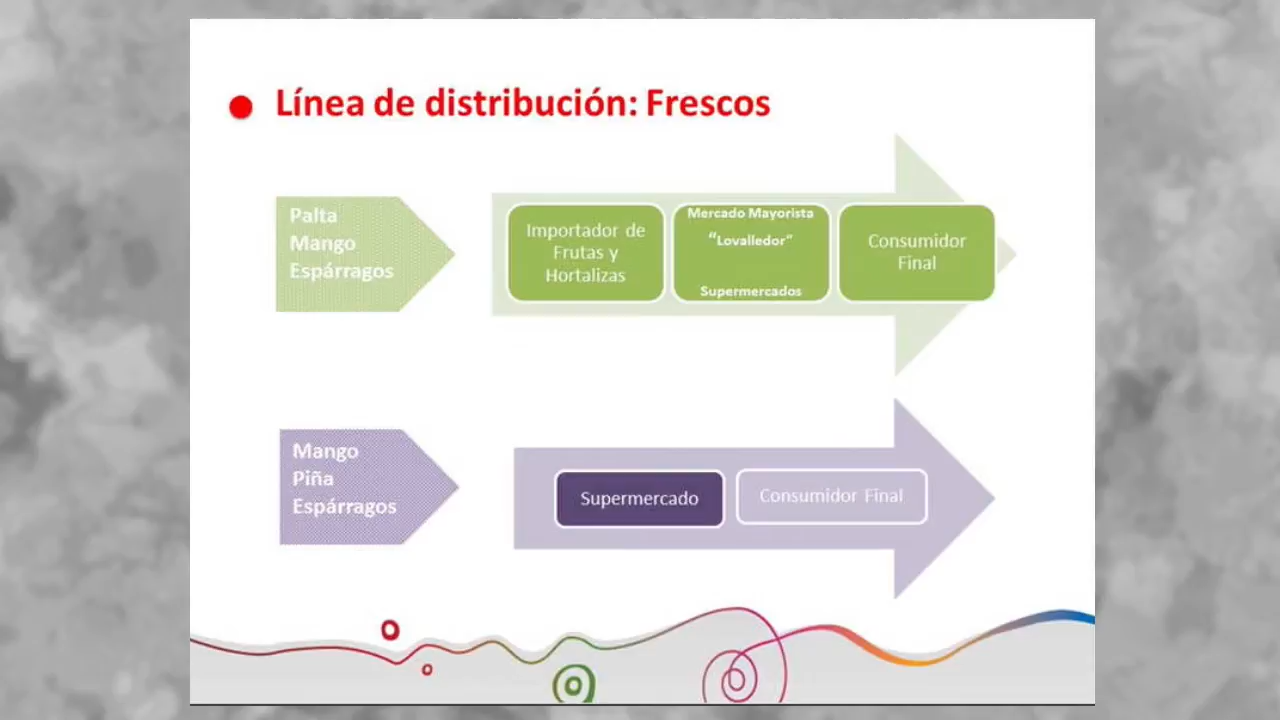 Línea de distribución: Frescos
Palta
Mango
Espárragos
Importador de
Frutas y
Hortalizas
Mercado Mayorista
“Lovalledor”
Supermercados
Consumidor
Final
Mango
Piña
Espárragos
Supermercado
Consumidor Final